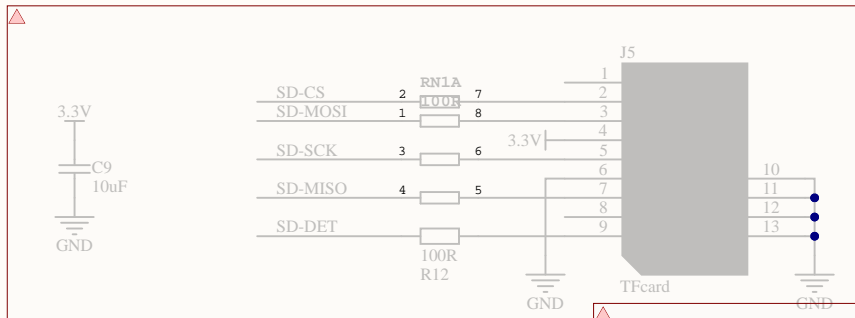 J5
RN1A
1
SD-CS 2 100R 7 2
SD-MOSI 1 8 3
3.3V
3.3V 4
SD-SCK 3 6 5
C9
10uF
6 10
SD-MISO 4 5 7 11
8 12
SD-DET 9 13
GND
100R
R12
TFcard
GND GND